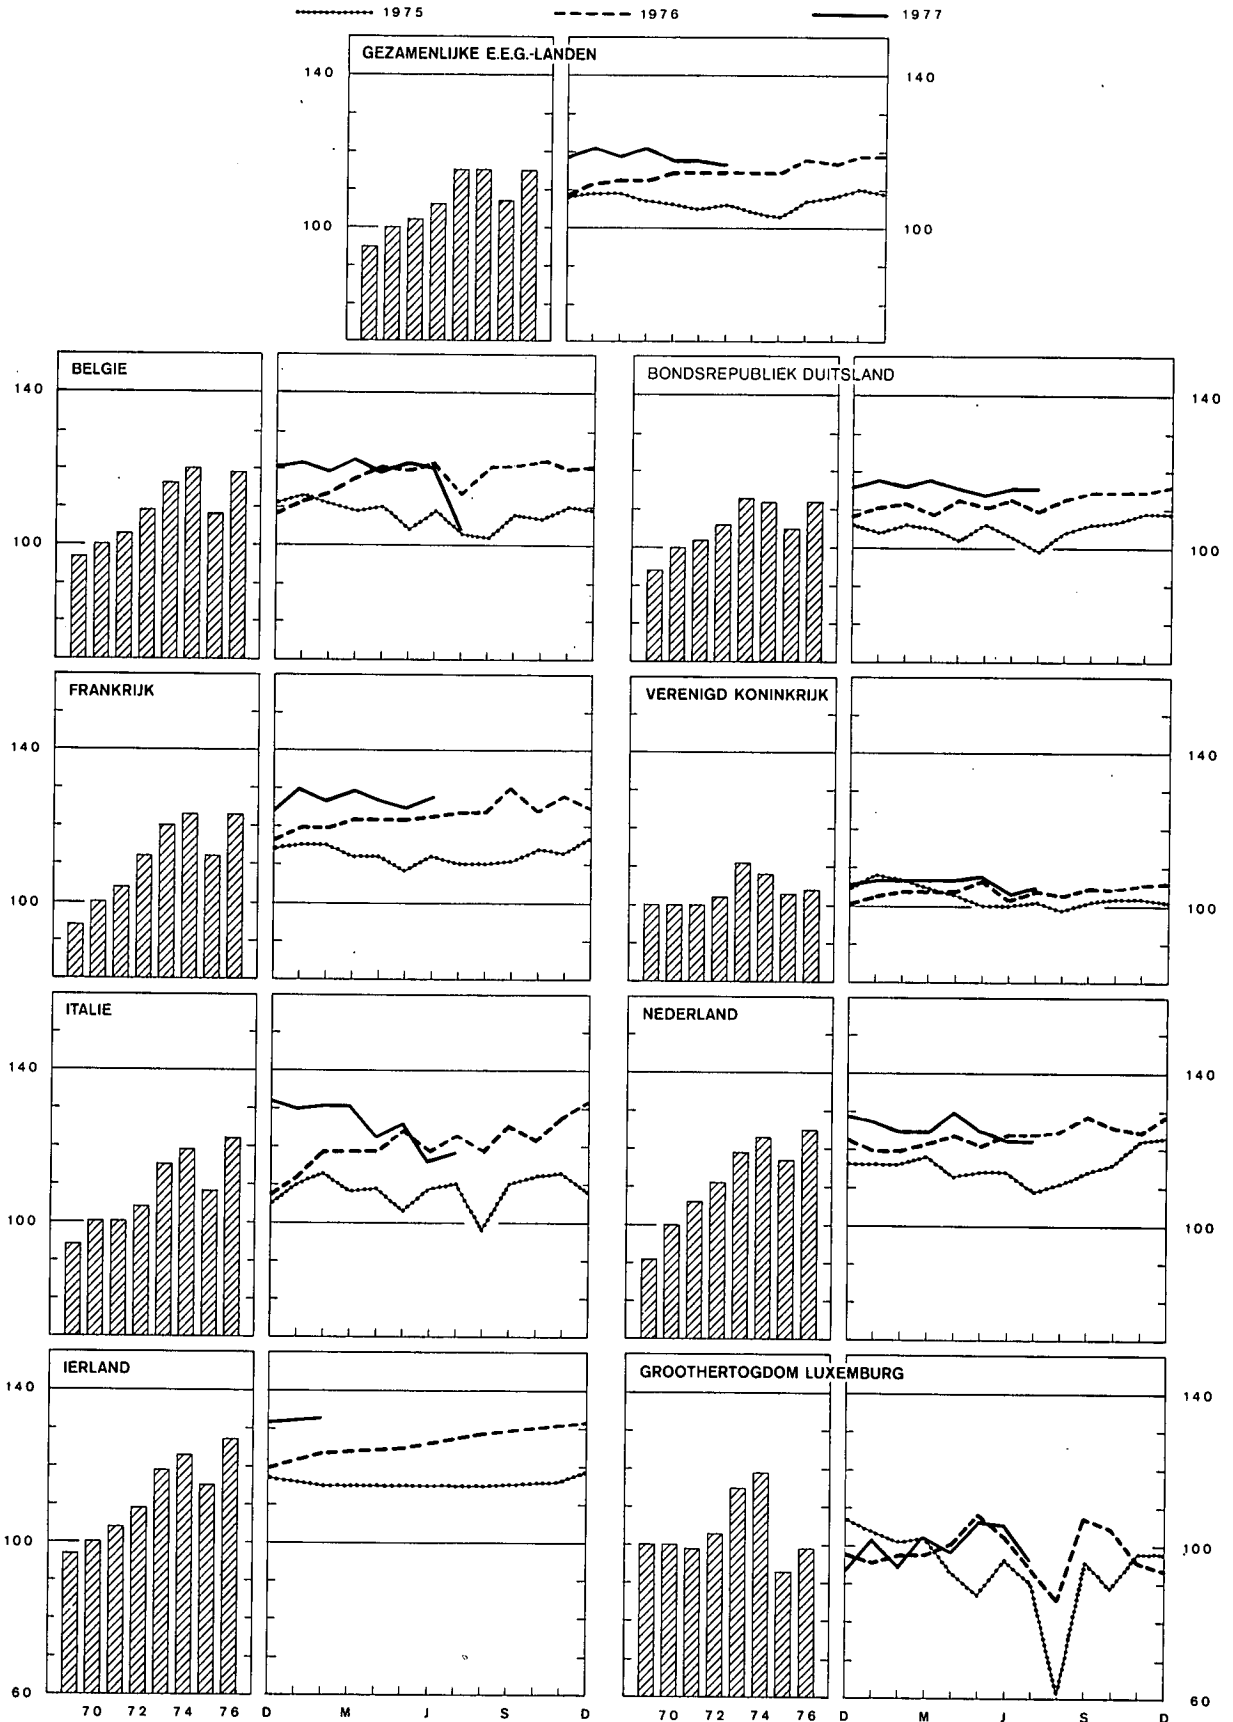 1975 1976 1977
GEZAMENLIJKE E.E.G.-LANDEN
140 140
100 100
BELGIE BONDSREPUBLIEK DUITSLAND
140 140
100 100
FRANKRIJK VERENIGD KONINKRIJK
140 140
100 100
ITALIE NEDERLAND
140 140
100 100
IERLAND GROOTHERTOGDOM LUXEMBURG
140 140
100 100
60 60
70 72 74 76 D M J S D 70 72 74 76 D M J S D